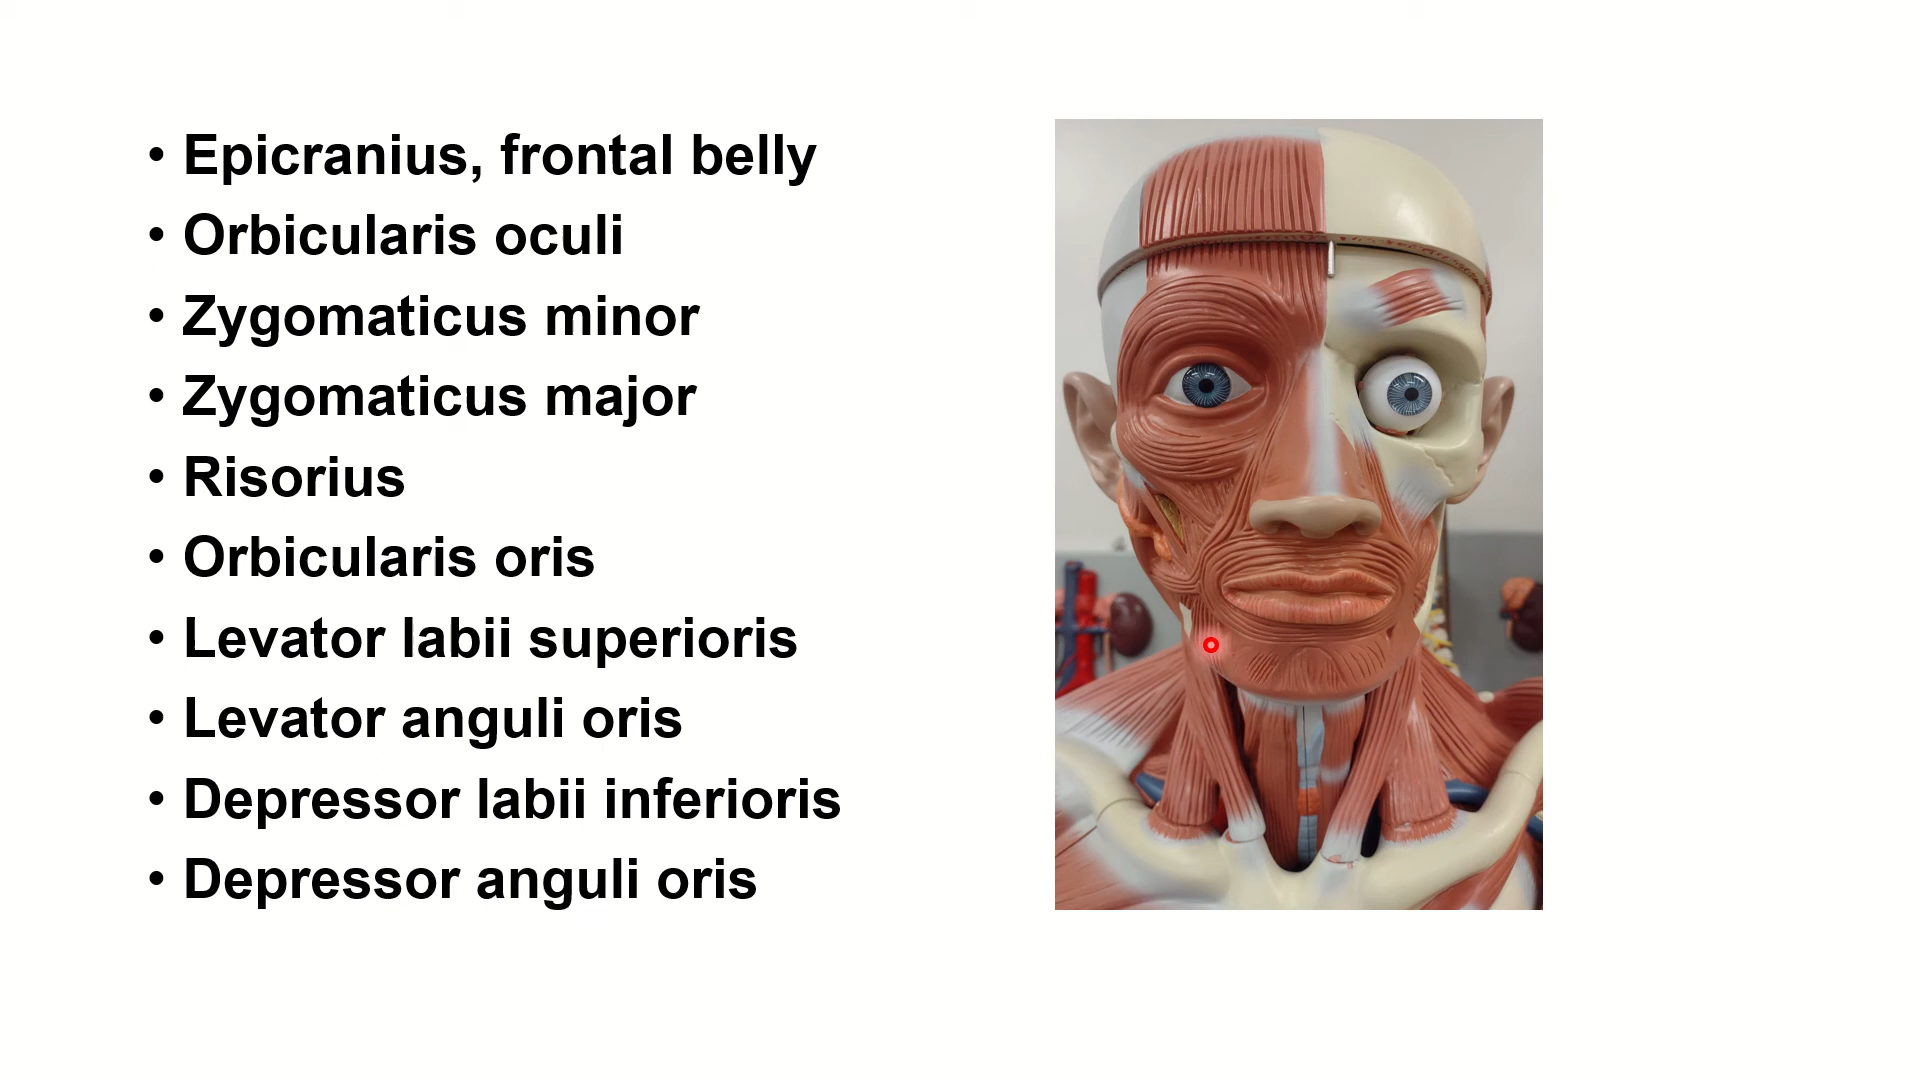 • Epicranius, frontal belly
• Orbicularis oculi
• Zygomaticus minor
• Zygomaticus major
• Risorius
• Orbicularis oris
• Levator labii superioris
• Levator anguli oris
• Depressor labii inferioris
• Depressor anguli oris